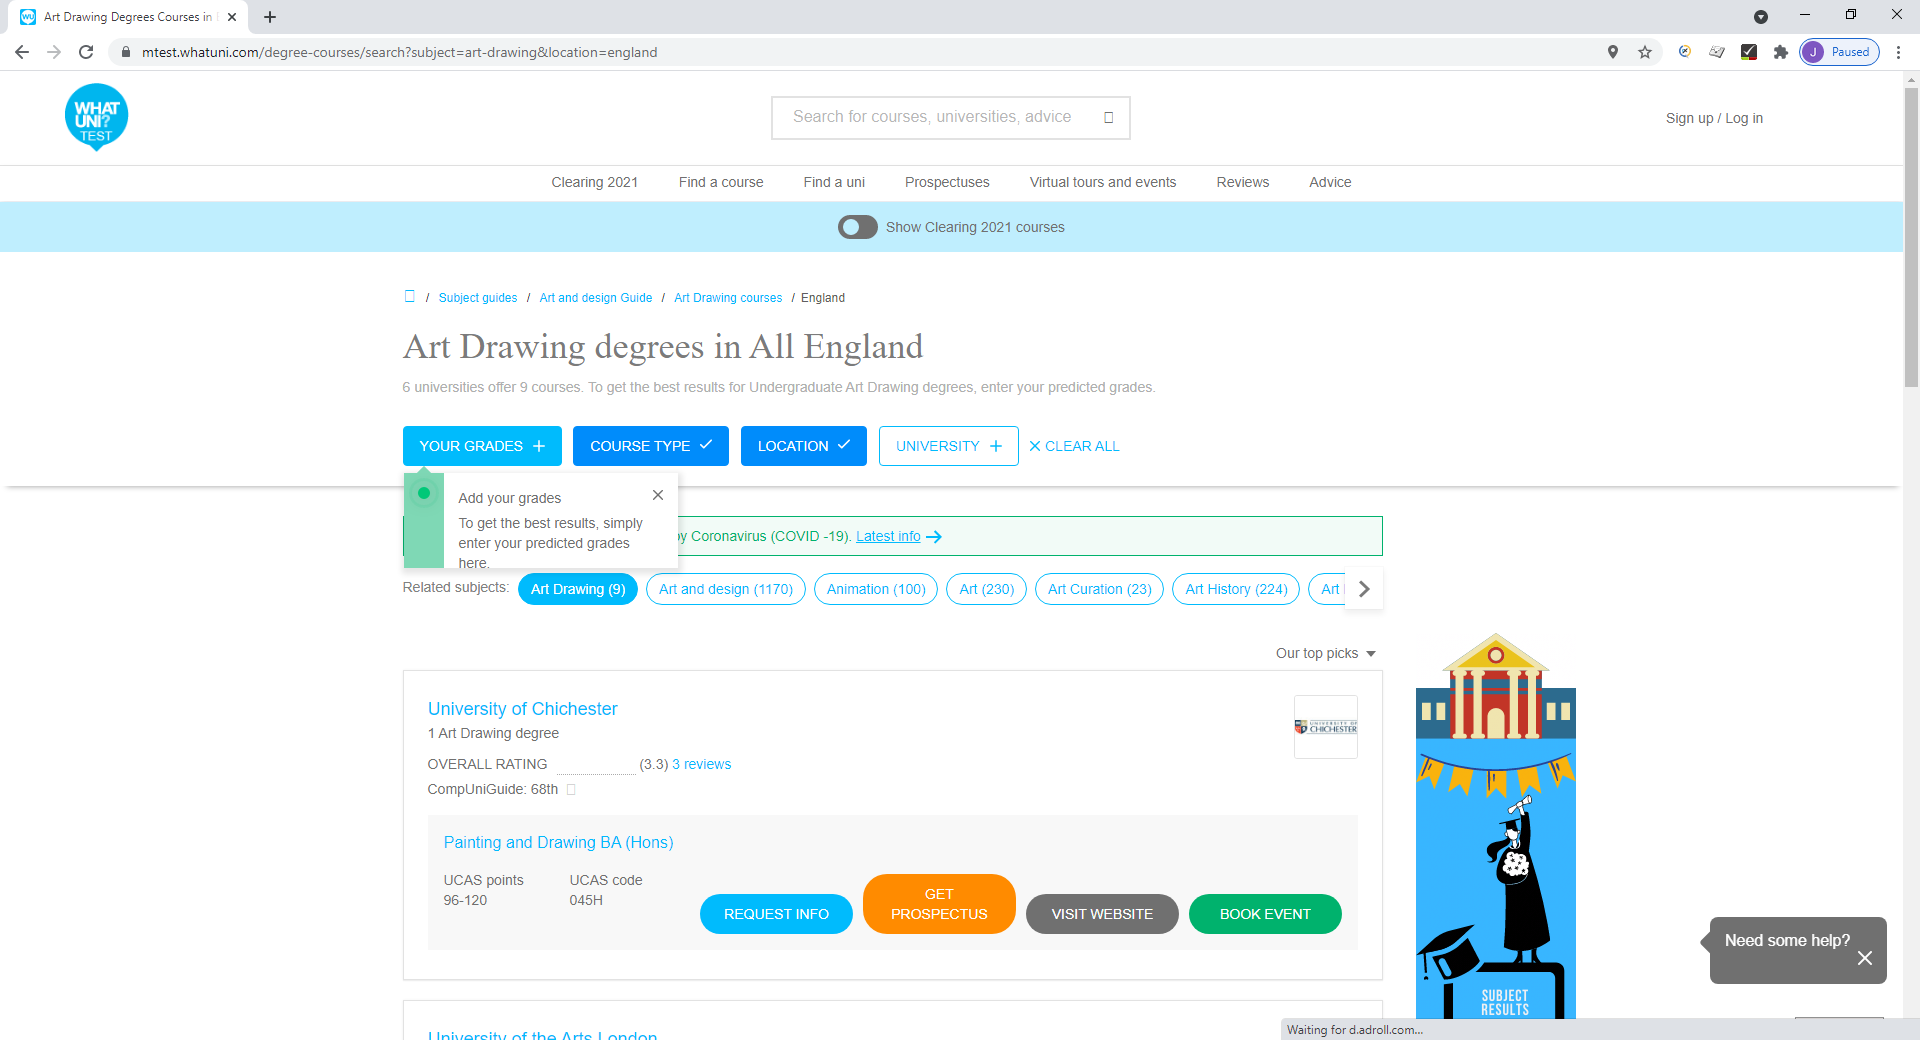 Art Drawing Degrees Courses in
mtest.whatuni.com/degree-courses/search?subject=art-drawing&location=england
J Paused
WHAT
UNI?
TEST
Search for courses, universities, advice
Sign up / Log in
Clearing 2021 Find a course Find a uni Prospectuses Virtual tours and events Reviews Advice
Show Clearing 2021 courses
/ Subject guides / Art and design Guide / Art Drawing courses / England
Art Drawing degrees in All England
6 universities offer 9 courses. To get the best results for Undergraduate Art Drawing degrees, enter your predicted grades.
YOUR GRADES COURSE TYPE LOCATION UNIVERSITY CLEAR ALL
Add your grades
To get the best results, simply
enter your predicted grades
here.
by Coronavirus (COVID -19). Latest info
Related subjects: Art Drawing (9) Art and design (1170) Animation (100) Art (230) Art Curation (23) Art History (224) Art
Our top picks
University of Chichester
1 Art Drawing degree
UNIVERSITY OF
CHICHESTER
OVERALL RATING (3.3) 3 reviews
CompUniGuide: 68th
Painting and Drawing BA (Hons)
UCAS points UCAS code
96-120 045H
REQUEST INFO GET PROSPECTUS VISIT WEBSITE BOOK EVENT
University of the Arts London
SUBJECT
RESULTS
Need some help?
Waiting for d.adroll.com...